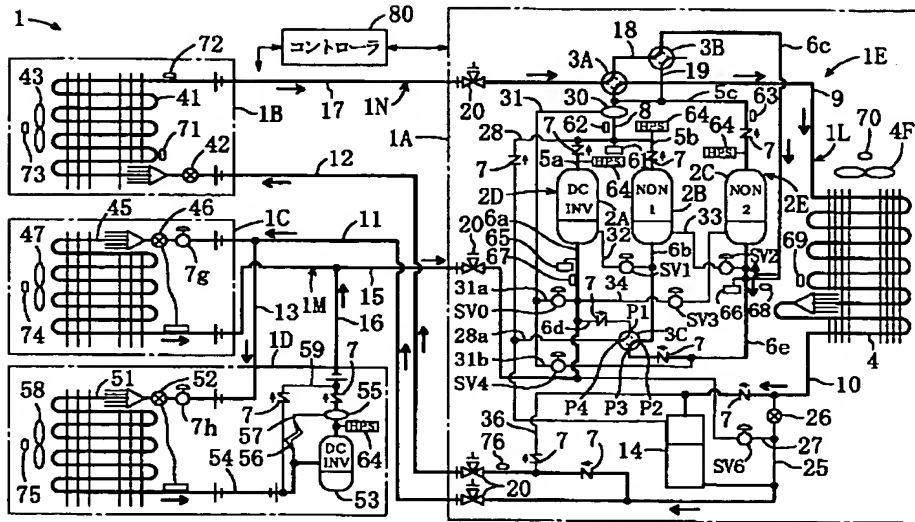 1
80
コントローラ
72
43
41
1B
17
1N
71
73
42
12
20
1A
31
28
18
3A
3B
6c
1E
19
5c
9
30
8
64
HPS
63
62
64
HPS
7
7
5b
7
5a
61
HPS
64
7
1L
70
4F
2D
DC INV
2A
NON 1
2B
2C
NON 2
2E
6a
65
67
32
33
6b
SV1
SV2
69
31a
SV0
34
SV3
66
68
28a
7
P1
6d
3C
31b
7
6e
SV4
P4
P3
P2
4
10
45
46
1C
47
7g
11
20
74
13
1M
15
16
1D
59
58
51
52
7
7
57
55
7h
56
HPS
DC INV
64
75
54
53
36
76
7
7
20
14
7
26
27
SV6
25